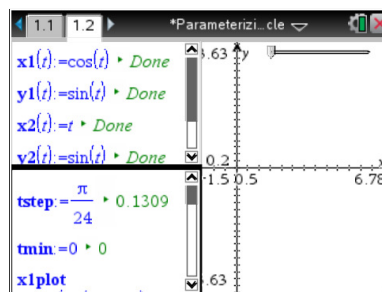 1.1 1.2 *Parameterizi…cle
x1(t):=cos(t) ▸ Done
y1(t):=sin(t) ▸ Done
x2(t):=t ▸ Done
y2(t):=sin(t) ▸ Done
tstep:=π/24 ▸ 0.1309
tmin:=0 ▸ 0
x1plot
3.63 y
0.2 x
-1.5 0.5 6.78
.63